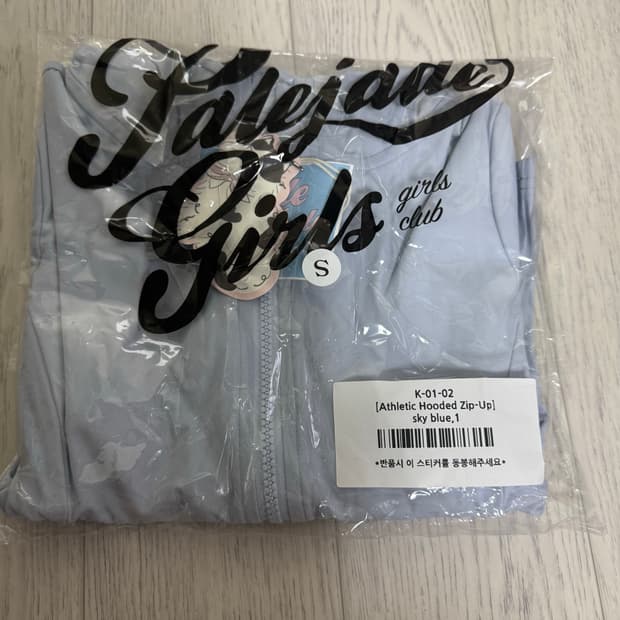 Palejade
Girls
girls
club
S
K-01-02
[Athletic Hooded Zip-Up]
sky blue,1
*반품시 이 스티커를 동봉해주세요*